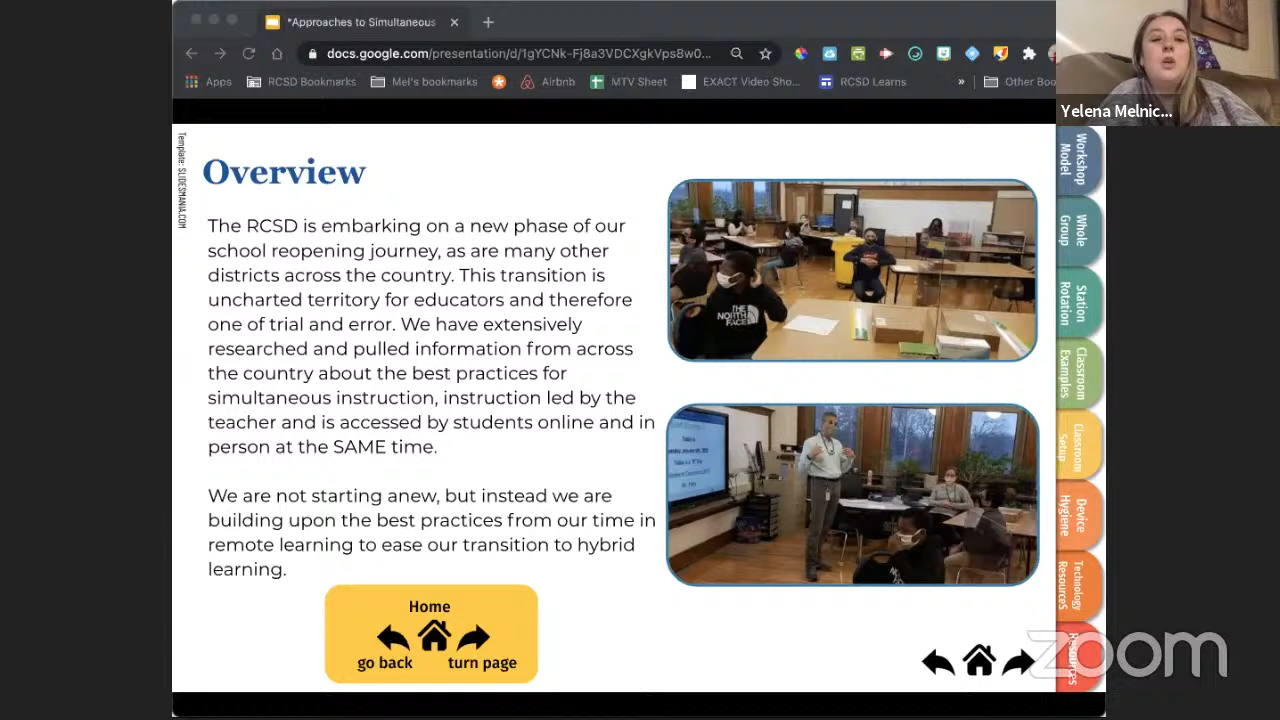 *Approaches to Simultaneous
docs.google.com/presentation/d/1gYCNk-Fj8a3VDCXgkVps8w0...
Apps
RCSD Bookmarks
Mel's bookmarks
Airbnb
MTV Sheet
EXACT Video Sho...
RCSD Learns
»
Other Boo
Yelena Melnic...
Template: SLIDESMANIA.COM
Overview
The RCSD is embarking on a new phase of our
school reopening journey, as are many other
districts across the country. This transition is
uncharted territory for educators and therefore
one of trial and error. We have extensively
researched and pulled information from across
the country about the best practices for
simultaneous instruction, instruction led by the
teacher and is accessed by students online and in
person at the SAME time.
We are not starting anew, but instead we are
building upon the best practices from our time in
remote learning to ease our transition to hybrid
learning.
Home
go back
turn page
THE
NORTH
FACE
Workshop
Model
Whole
Group
Station
Rotation
Classroom
Examples
Classroom
Setup
Device
Hygiene
Technology
ResourceS
Resources
zoom